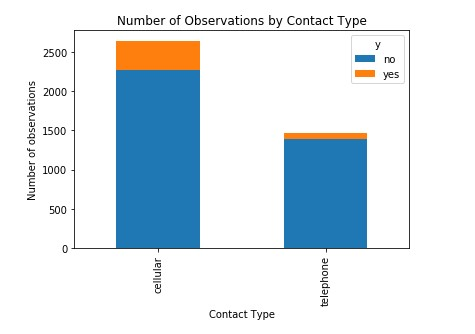 Number of Observations by Contact Type
y
no
yes
Number of observations
2500
2000
1500
1000
500
0
cellular
telephone
Contact Type